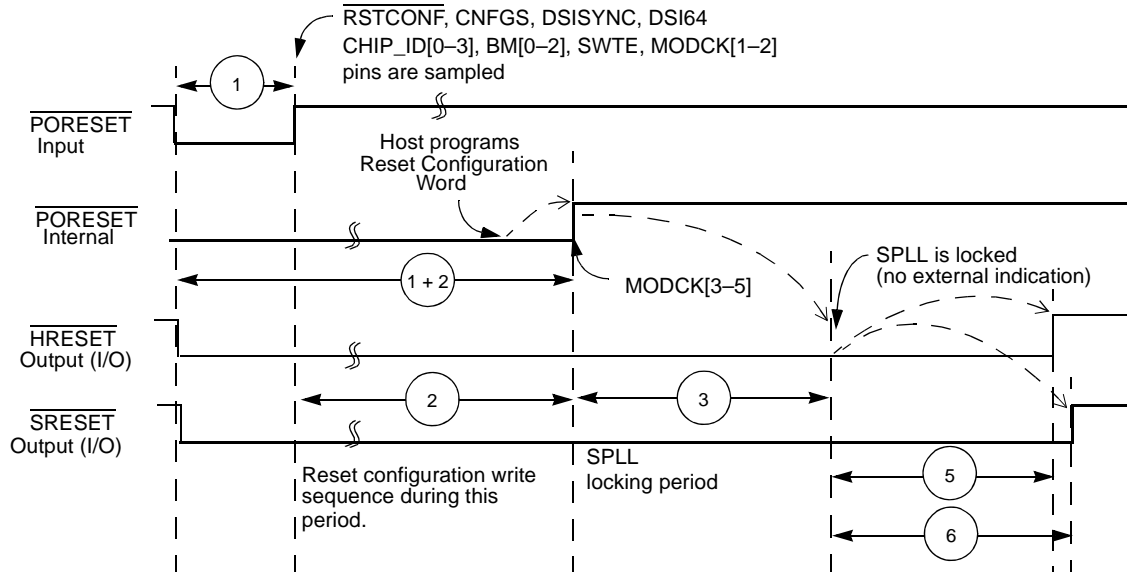 RSTCONF, CNFGS, DSISYNC, DSI64
CHIP_ID[0–3], BM[0–2], SWTE, MODCK[1–2]
pins are sampled
1
PORESET
Input
Host programs
Reset Configuration
Word
PORESET
Internal
SPLL is locked
(no external indication)
1 + 2
MODCK[3–5]
HRESET
Output (I/O)
2
3
SRESET
Output (I/O)
Reset configuration write
sequence during this
period.
SPLL
locking period
5
6